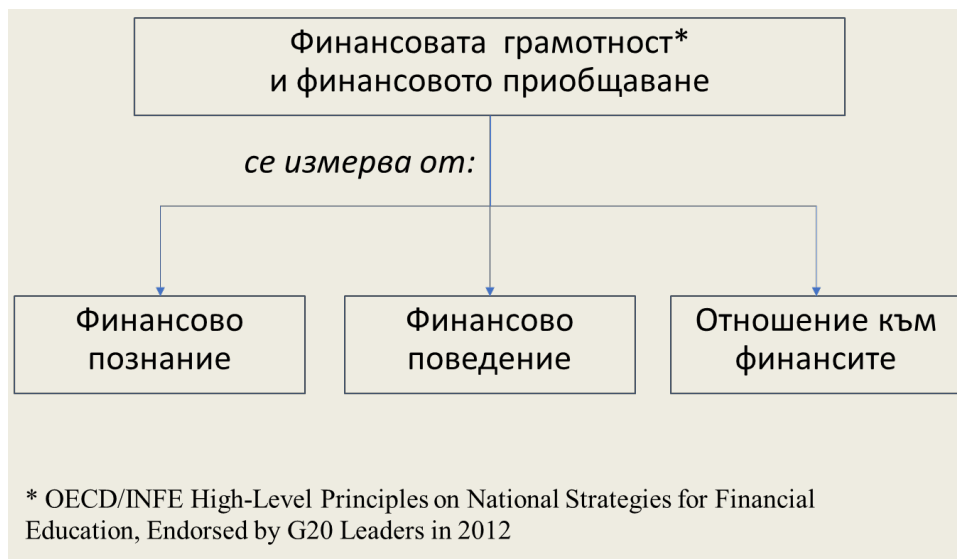 Финансовата грамотност*
и финансовото приобщаване
се измерва от:
Финансово
познание
Финансово
поведение
Отношение към
финансите
* OECD/INFE High-Level Principles on National Strategies for Financial
Education, Endorsed by G20 Leaders in 2012